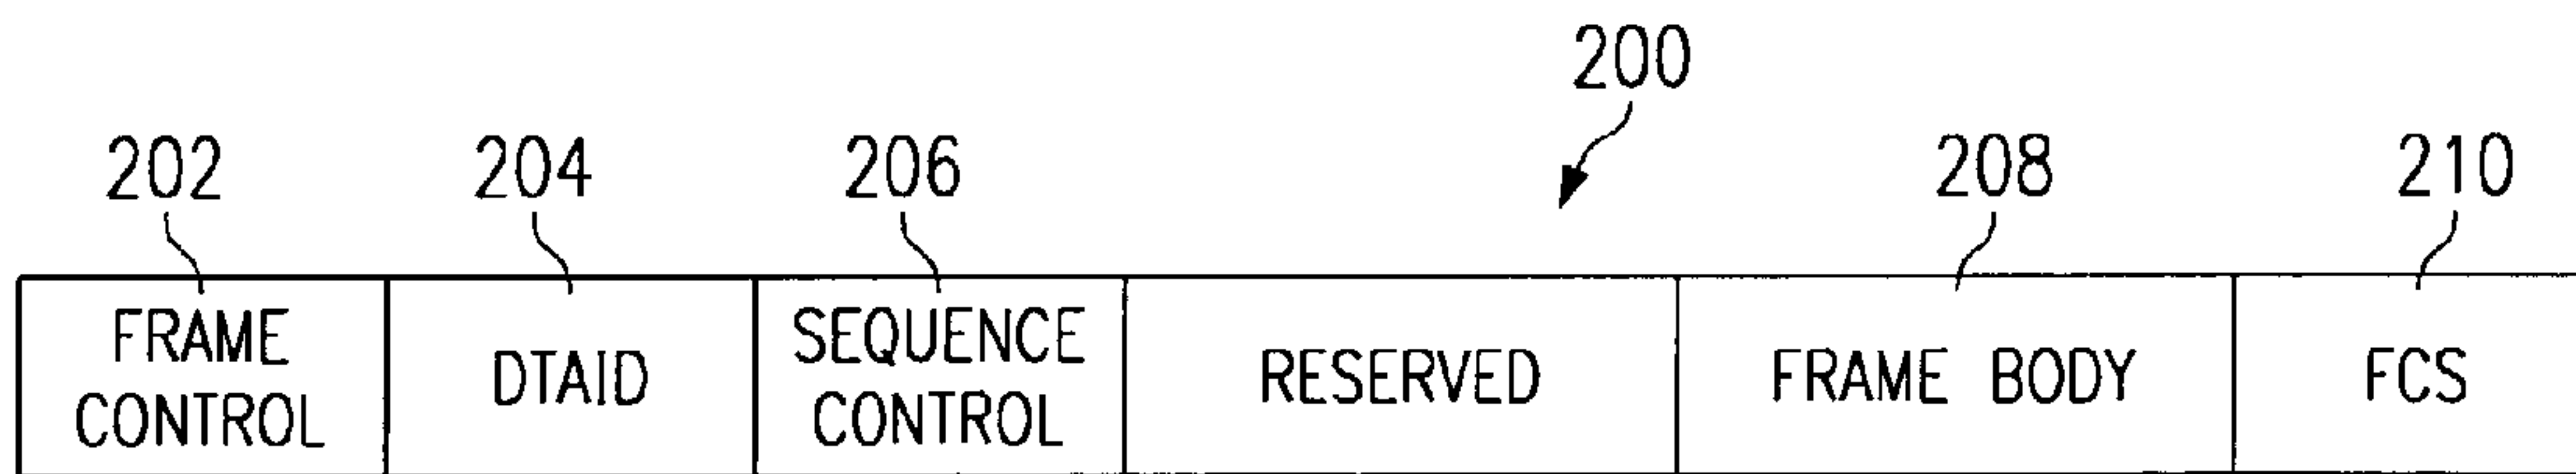 200
202 204 206 208 210
FRAME CONTROL DTAID SEQUENCE CONTROL RESERVED FRAME BODY FCS